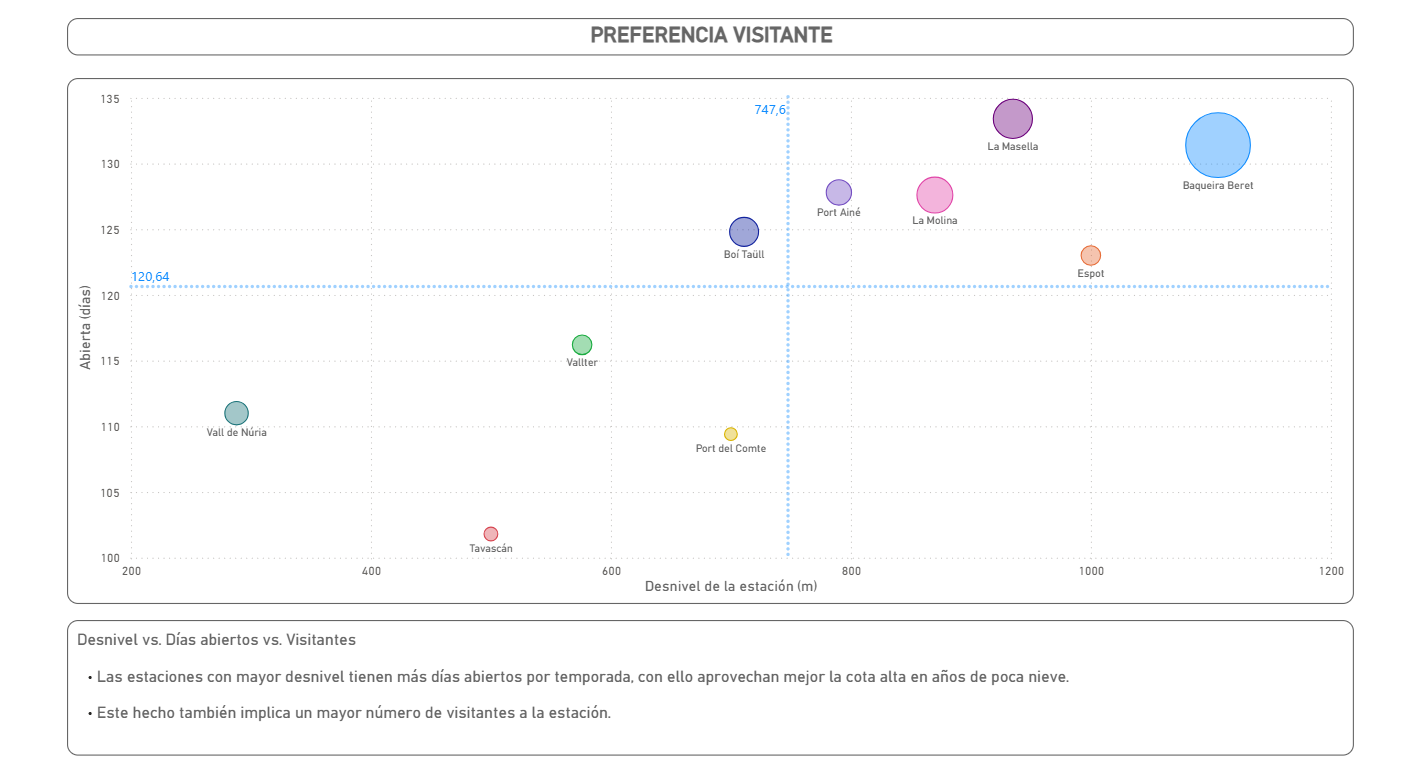 PREFERENCIA VISITANTE
135
747,6
La Masella
130
Baqueira Beret
Port Ainé
La Molina
125
Boí Taüll
Espot
120,64
120
Abierta (días)
115
Vallter
110
Vall de Núria
Port del Comte
105
Tavascán
100
200
400
600
800
1000
1200
Desnivel de la estación (m)
Desnivel vs. Días abiertos vs. Visitantes
• Las estaciones con mayor desnivel tienen más días abiertos por temporada, con ello aprovechan mejor la cota alta en años de poca nieve.
• Este hecho también implica un mayor número de visitantes a la estación.